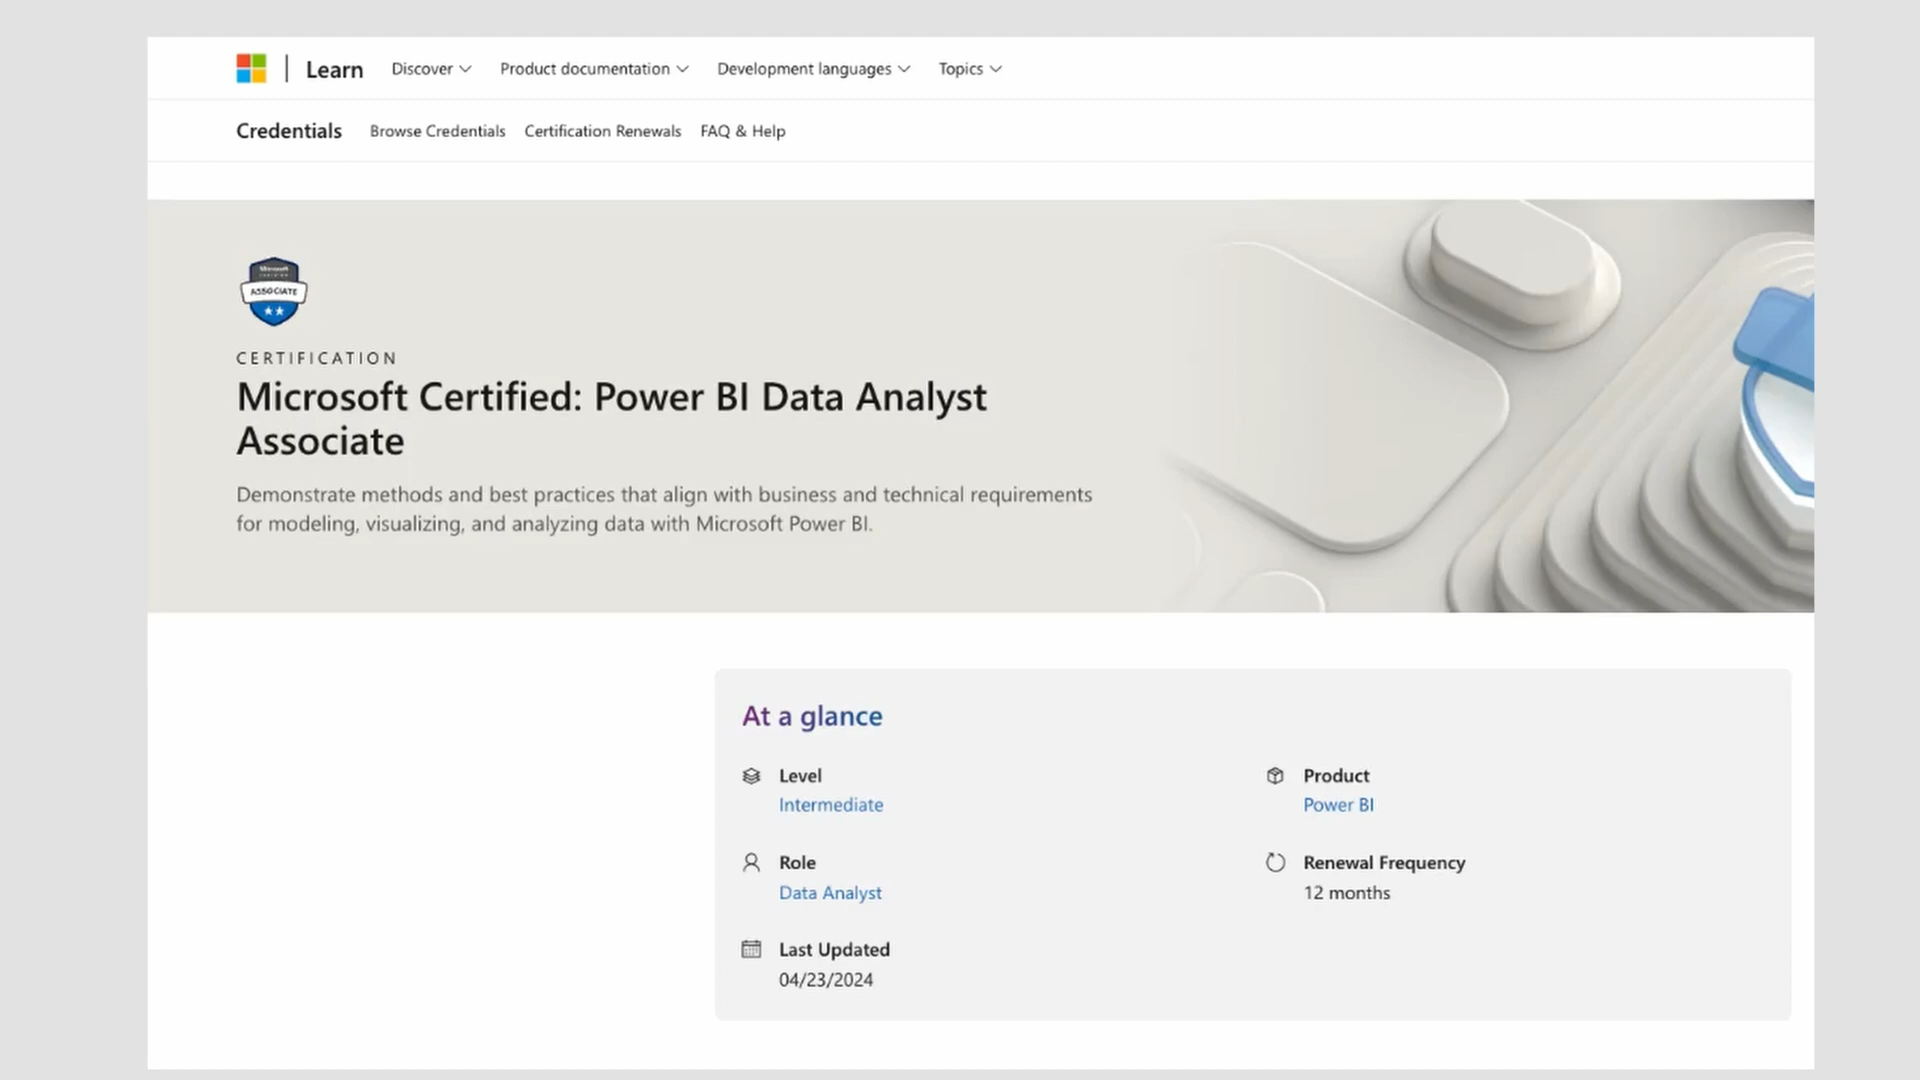 Learn Discover Product documentation Development languages Topics
Credentials Browse Credentials Certification Renewals FAQ & Help
Microsoft
ASSOCIATE
CERTIFICATION
Microsoft Certified: Power BI Data Analyst
Associate
Demonstrate methods and best practices that align with business and technical requirements
for modeling, visualizing, and analyzing data with Microsoft Power BI.
At a glance
Level
Intermediate
Product
Power BI
Role
Data Analyst
Renewal Frequency
12 months
Last Updated
04/23/2024